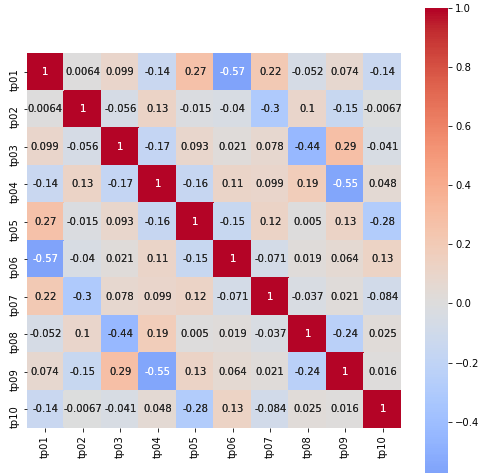 tp01 1 0.0064 0.099 -0.14 0.27 -0.57 0.22 -0.052 0.074 -0.14
tp02 0.0064 1 -0.056 0.13 -0.015 -0.04 -0.3 0.1 -0.15 -0.0067
tp03 0.099 -0.056 1 -0.17 0.093 0.021 0.078 -0.44 0.29 -0.041
tp04 -0.14 0.13 -0.17 1 -0.16 0.11 0.099 0.19 -0.55 0.048
tp05 0.27 -0.015 0.093 -0.16 1 -0.15 0.12 0.005 0.13 -0.28
tp06 -0.57 -0.04 0.021 0.11 -0.15 1 -0.071 0.019 0.064 0.13
tp07 0.22 -0.3 0.078 0.099 0.12 -0.071 1 -0.037 0.021 -0.084
tp08 -0.052 0.1 -0.44 0.19 0.005 0.019 -0.037 1 -0.24 0.025
tp09 0.074 -0.15 0.29 -0.55 0.13 0.064 0.021 -0.24 1 0.016
tp10 -0.14 -0.0067 -0.041 0.048 -0.28 0.13 -0.084 0.025 0.016 1
tp01 tp02 tp03 tp04 tp05 tp06 tp07 tp08 tp09 tp10
1.0
0.8
0.6
0.4
0.2
0.0
-0.2
-0.4